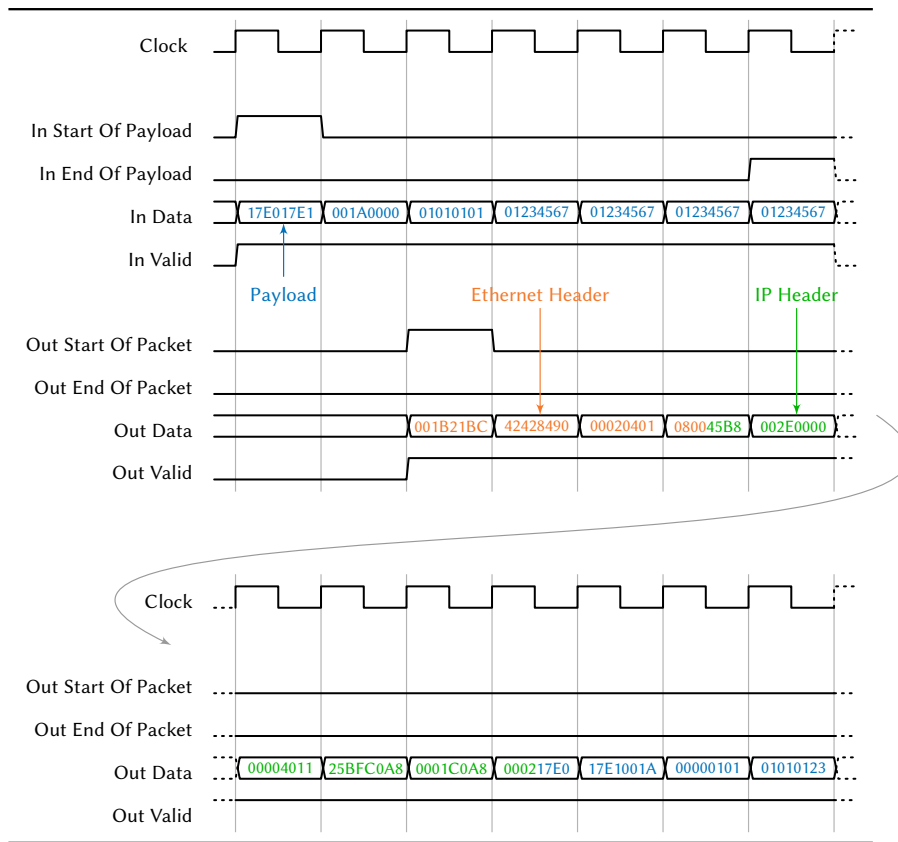 Clock
In Start Of Payload
In End Of Payload
In Data 17E017E1 001A0000 01010101 01234567 01234567 01234567 01234567
In Valid
Payload Ethernet Header IP Header
Out Start Of Packet
Out End Of Packet
Out Data 001B21BC 42428490 00020401 080045B8 002E0000
Out Valid
Clock
Out Start Of Packet
Out End Of Packet
Out Data 00004011 25BFC0A8 0001C0A8 000217E0 17E1001A 00000101 01010123
Out Valid